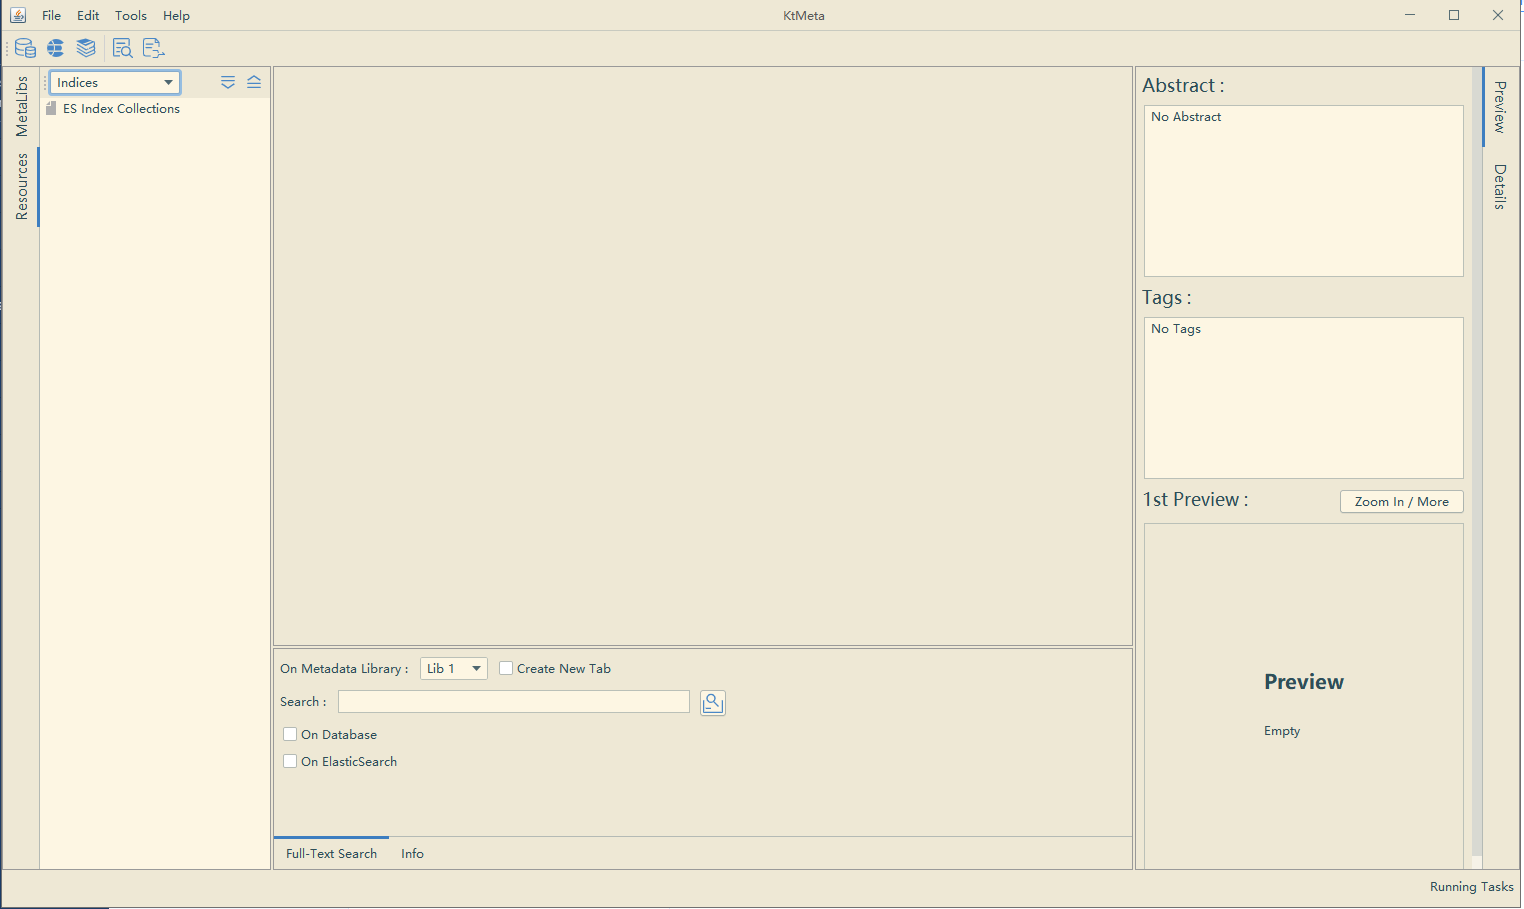 File Edit Tools Help
KtMeta
MetaLibs
Resources
Indices
ES Index Collections
Abstract :
No Abstract
Tags :
No Tags
1st Preview :
Zoom In / More
Preview
Empty
Preview
Details
On Metadata Library :
Lib 1
Create New Tab
Search :
On Database
On ElasticSearch
Full-Text Search
Info
Running Tasks